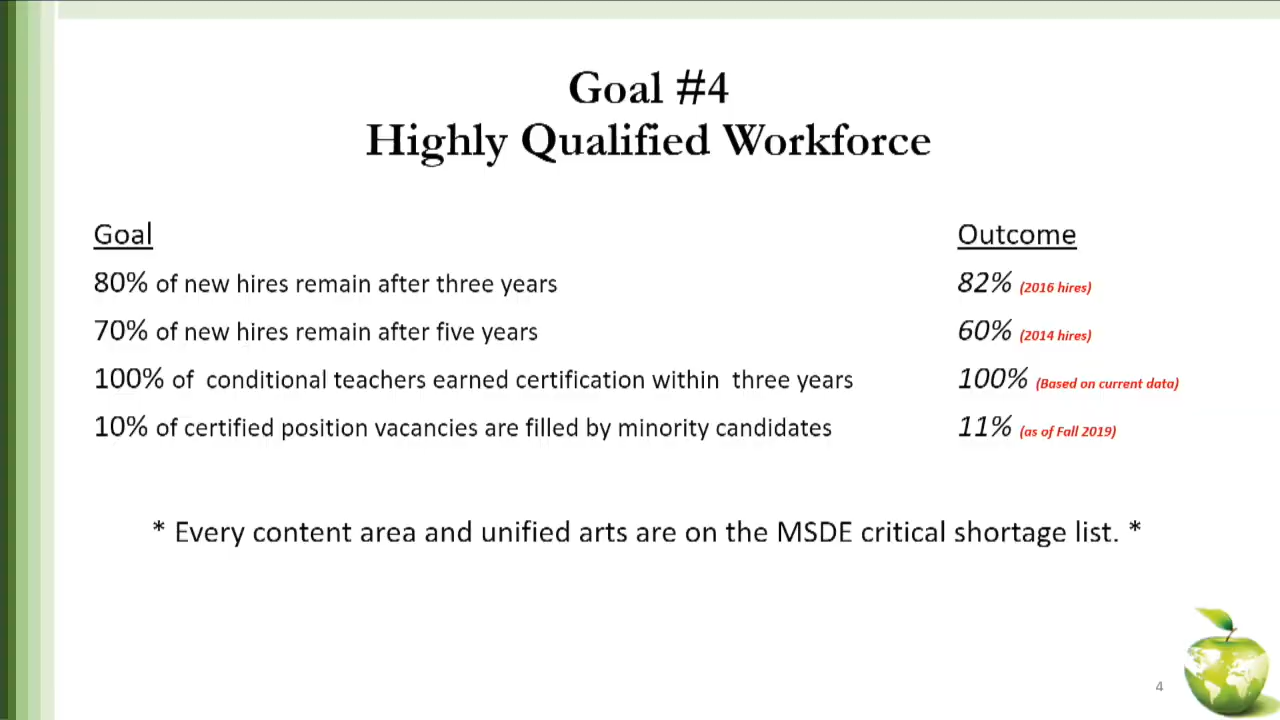 Goal #4
Highly Qualified Workforce
Goal Outcome
80% of new hires remain after three years 82% (2016 hires)
70% of new hires remain after five years 60% (2014 hires)
100% of conditional teachers earned certification within three years 100% (Based on current data)
10% of certified position vacancies are filled by minority candidates 11% (as of Fall 2019)
* Every content area and unified arts are on the MSDE critical shortage list. *
4